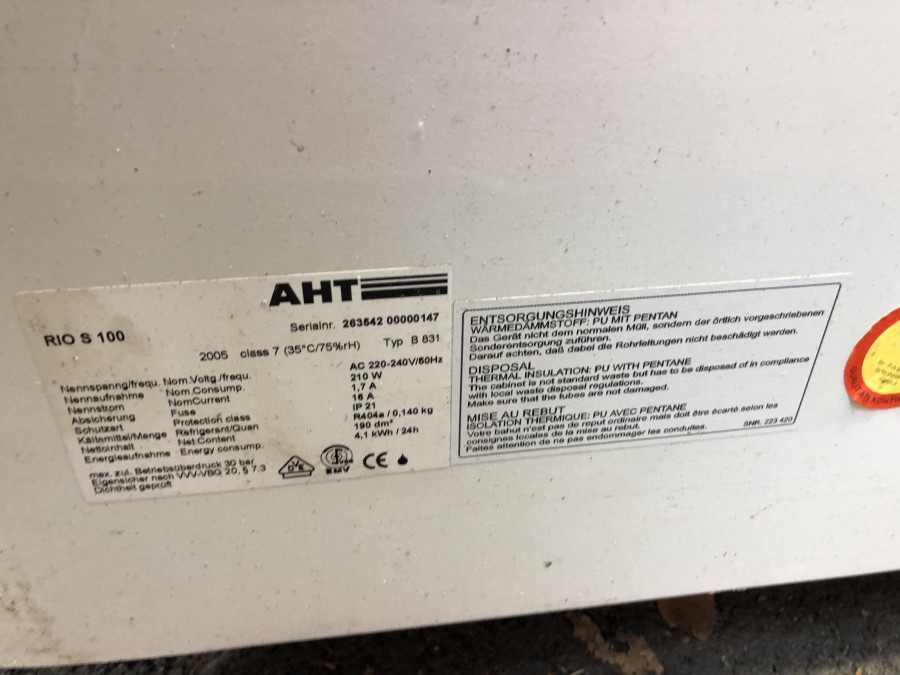 AHT
RIO S 100
Serialnr. 263542 00000147
2005 class 7 (35°C/75%rH) Typ B 831
Nennspanng/frequ. Nom.Voltg./frequ. AC 220-240V/50Hz
Nennaufnahme Nom.Consump. 210 W
Nennstrom NomCurrent 1,7 A
Absicherung Fuse 16 A
Schutzart Protection class IP 21
Kältemittel/Menge Refrigerant/Quan R404a / 0,140 kg
Nettoinhalt Net Content 190 dm³
Energieaufnahme Energy consump. 4,1 kWh / 24h
max. zul. Betriebsüberdruck 30 bar
Eigensicher nach VVV-VBG 20, § 7.3
Dichtheit geprüft
EMV CE
ENTSORGUNGSHINWEIS
WÄRMEDÄMMSTOFF: PU MIT PENTAN
Das Gerät nicht dem normalen Müll, sondern der örtlich vorgeschriebenen
Sonderentsorgung zuführen.
Darauf achten, daß dabei die Rohrleitungen nicht beschädigt werden.
DISPOSAL
THERMAL INSULATION: PU WITH PENTANE
The cabinet is not standard waste but has to be disposed of in compliance
with local waste disposal regulations.
Make sure that the tubes are not damaged.
MISE AU REBUT
ISOLATION THERMIQUE: PU AVEC PENTANE
Votre bahut n'est pas de reput ordinaire, mais doit être écarté selon les
consignes locales de la mise au rebut.
Faites attention de ne pas endommager les conduites.
SNR. 223 420